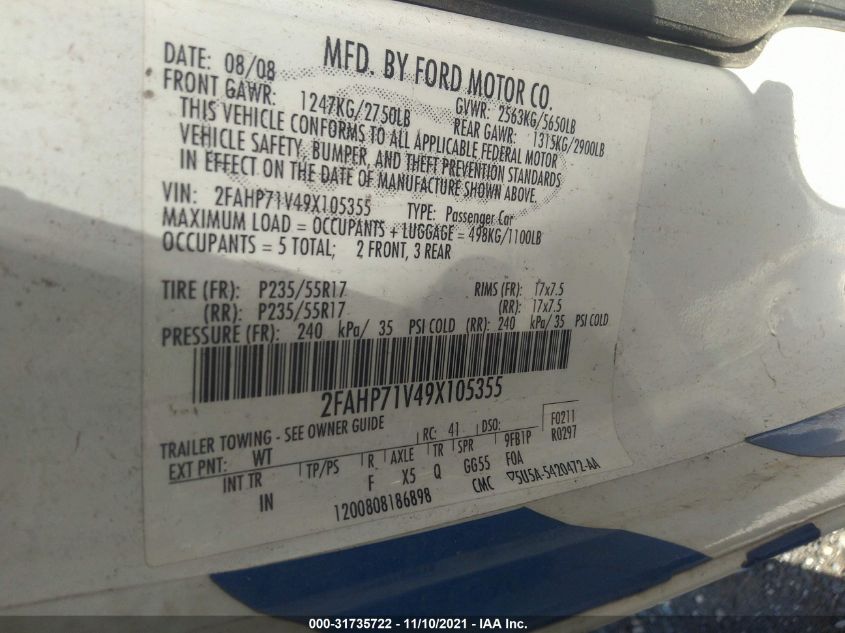 MFD. BY FORD MOTOR CO.
DATE: 08/08 GVWR: 2563KG/5650LB
FRONT GAWR: 1247KG/2750LB REAR GAWR: 1315KG/2900LB
THIS VEHICLE CONFORMS TO ALL APPLICABLE FEDERAL MOTOR
VEHICLE SAFETY, BUMPER, AND THEFT PREVENTION STANDARDS
IN EFFECT ON THE DATE OF MANUFACTURE SHOWN ABOVE.
VIN: 2FAHP71V49X105355 TYPE: Passenger Car
MAXIMUM LOAD = OCCUPANTS + LUGGAGE = 498KG/1100LB
OCCUPANTS = 5 TOTAL; 2 FRONT, 3 REAR
TIRE (FR): P235/55R17 RIMS (FR): 17x7.5
(RR): P235/55R17 (RR): 17x7.5
PRESSURE (FR): 240 kPa/ 35 PSI COLD (RR): 240 kPa/ 35 PSI COLD
2FAHP71V49X105355
TRAILER TOWING - SEE OWNER GUIDE
EXT PNT: WT RC: 41 DSO: 9FB1P F0211
R0297
INT TR TP/PS R AXLE TR SPR F0A
IN F X5 Q GG55
1200808186898 CMC 5U5A-5420472-AA
000-31735722 - 11/10/2021 - IAA Inc.